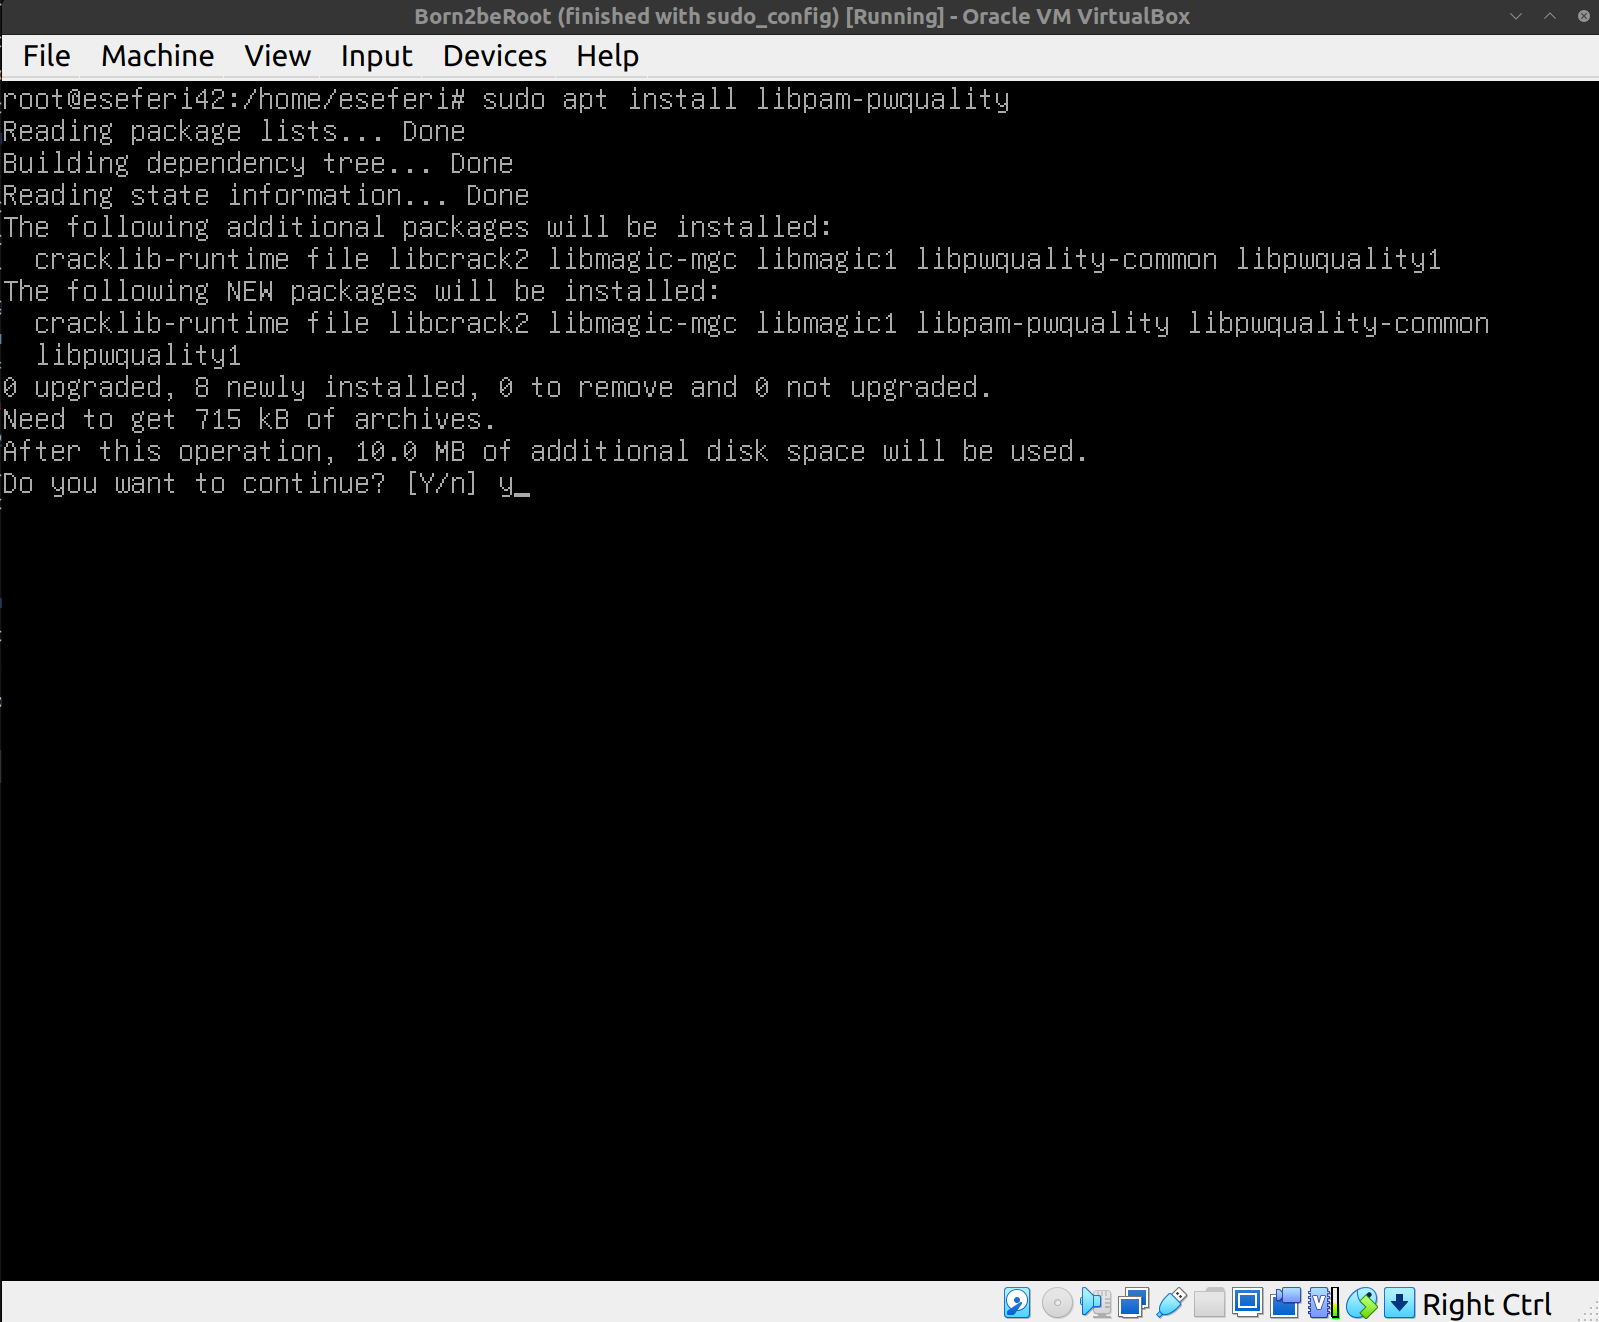 Born2beRoot (finished with sudo_config) [Running] - Oracle VM VirtualBox
File Machine View Input Devices Help
root@eseferi42:/home/eseferi# sudo apt install libpam-pwquality
Reading package lists... Done
Building dependency tree... Done
Reading state information... Done
The following additional packages will be installed:
  cracklib-runtime file libcrack2 libmagic-mgc libmagic1 libpwquality-common libpwquality1
The following NEW packages will be installed:
  cracklib-runtime file libcrack2 libmagic-mgc libmagic1 libpam-pwquality libpwquality-common
  libpwquality1
0 upgraded, 8 newly installed, 0 to remove and 0 not upgraded.
Need to get 715 kB of archives.
After this operation, 10.0 MB of additional disk space will be used.
Do you want to continue? [Y/n] y_
Right Ctrl